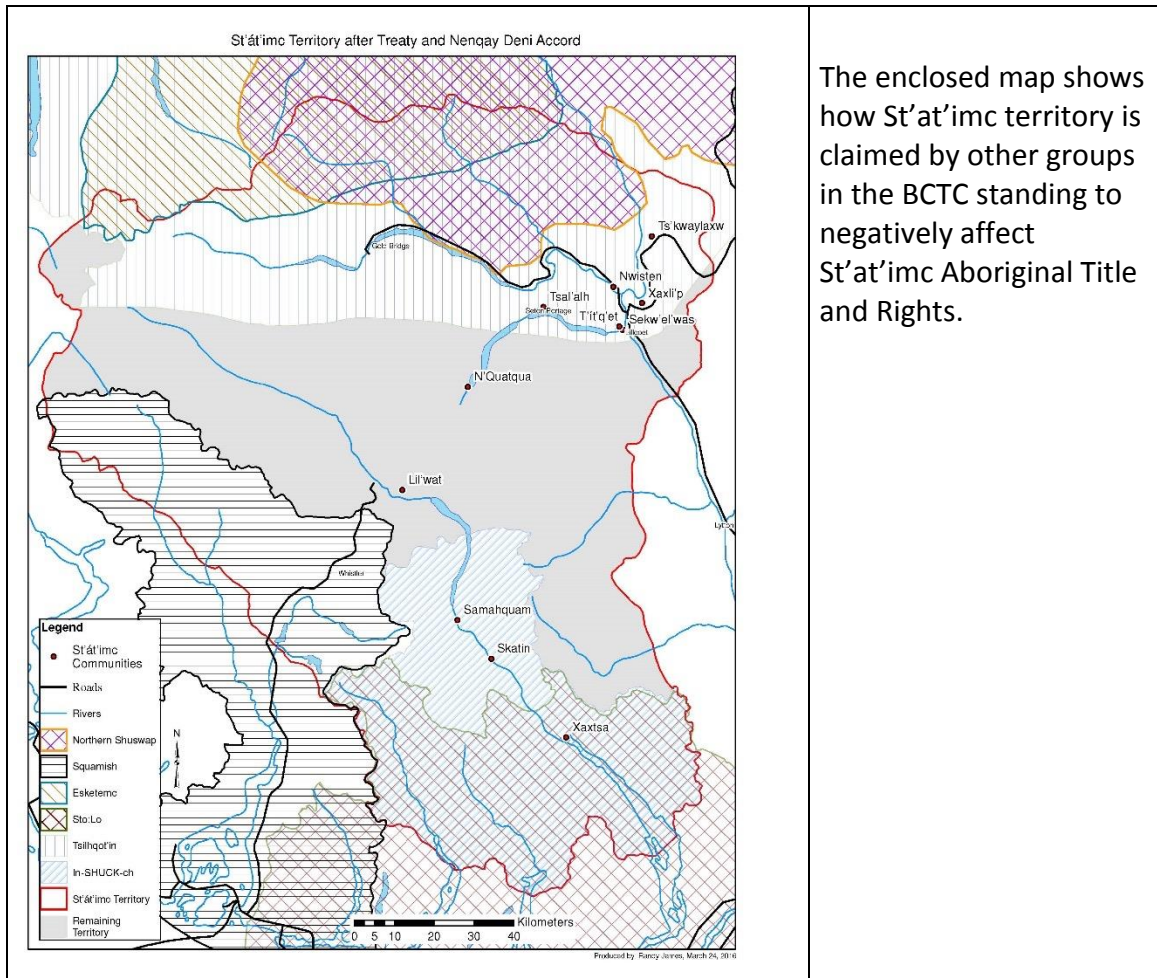 St'át'imc Territory after Treaty and Nenqay Deni Accord
The enclosed map shows
how St'at'imc territory is
claimed by other groups
in the BCTC standing to
negatively affect
St'at'imc Aboriginal Title
and Rights.
Ts'kwaylaxw
Gold Bridge
Nwisten
Xaxli'p
Tsal'alh
Seton Portage
T'it'q'et
Sekw'el'was
Lillooet
N'Quatqua
Lil'wat
Lytton
Whistler
Samahquam
Skatin
Xaxtsa
Legend
St'át'imc
Communities
Roads
Rivers
Northern Shuswap
Squamish
Esketemc
Sto:Lo
Tsilhqot'in
In-SHUCK-ch
St'át'imc Territory
Remaining
Territory
N
Kilometers
0 5 10 20 30 40
Produced by Randy James, March 24, 2016